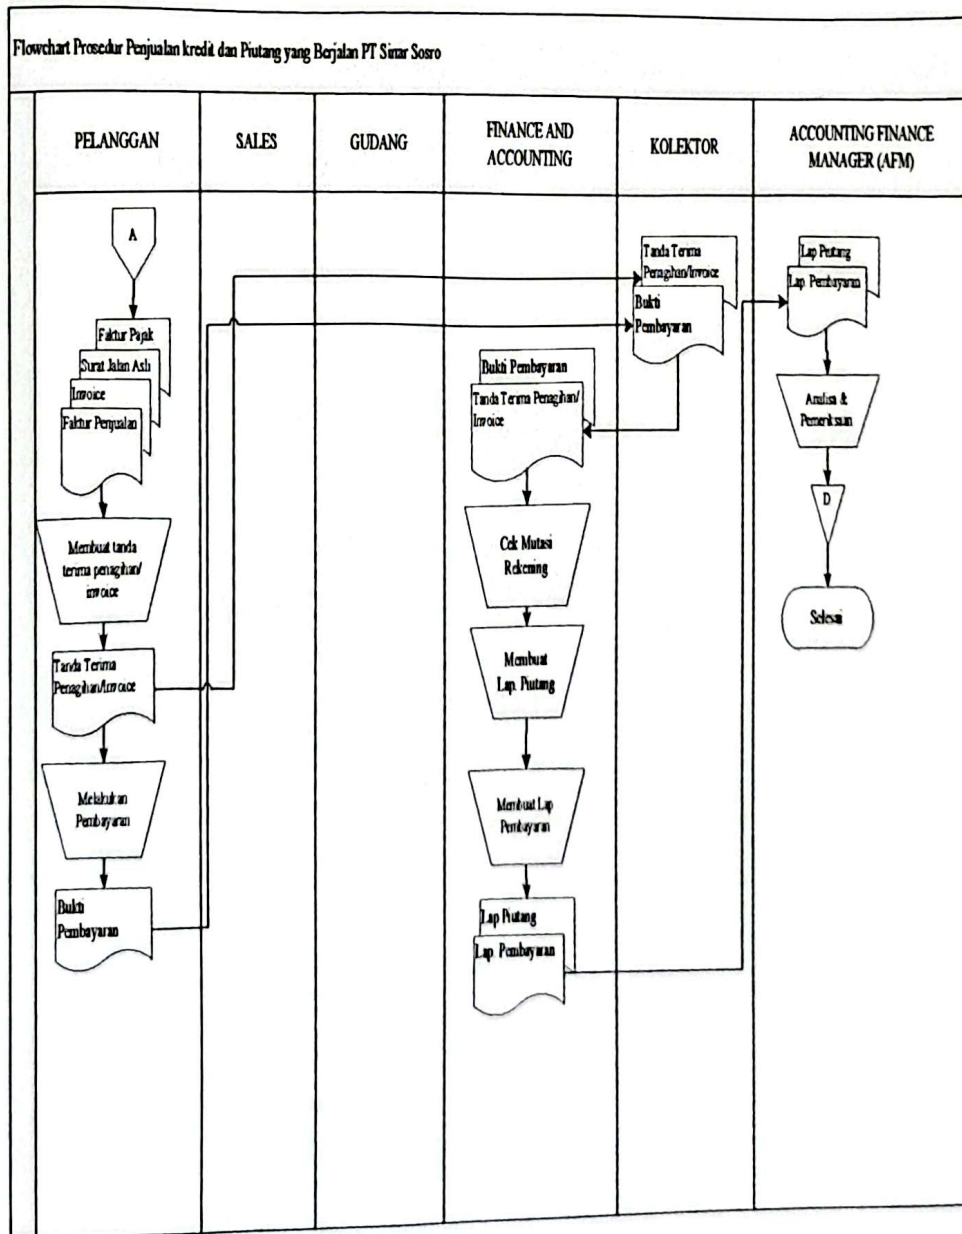 Flowchart Prosedur Penjualan kredit dan Piutang yang Berjalan PT Sinar Sosro
PELANGGAN
SALES
GUDANG
FINANCE AND
ACCOUNTING
KOLEKTOR
ACCOUNTING FINANCE
MANAGER (AFM)
A
Faktur Pajak
Surat Jalan Asli
Invoice
Faktur Penjualan
Membuat tanda
terima penagihan/
invoice
Tanda Terima
Penagihan/Invoice
Melakukan
Pembayaran
Bukti
Pembayaran
Bukti Pembayaran
Tanda Terima Penagihan/
Invoice
Cek Mutasi
Rekening
Membuat
Lap. Piutang
Membuat Lap
Pembayaran
Lap Piutang
Lap. Pembayaran
Tanda Terima
Penagihan/Invoice
Bukti
Pembayaran
Lap Piutang
Lap. Pembayaran
Analisa &
Pemeriksaan
D
Selesai